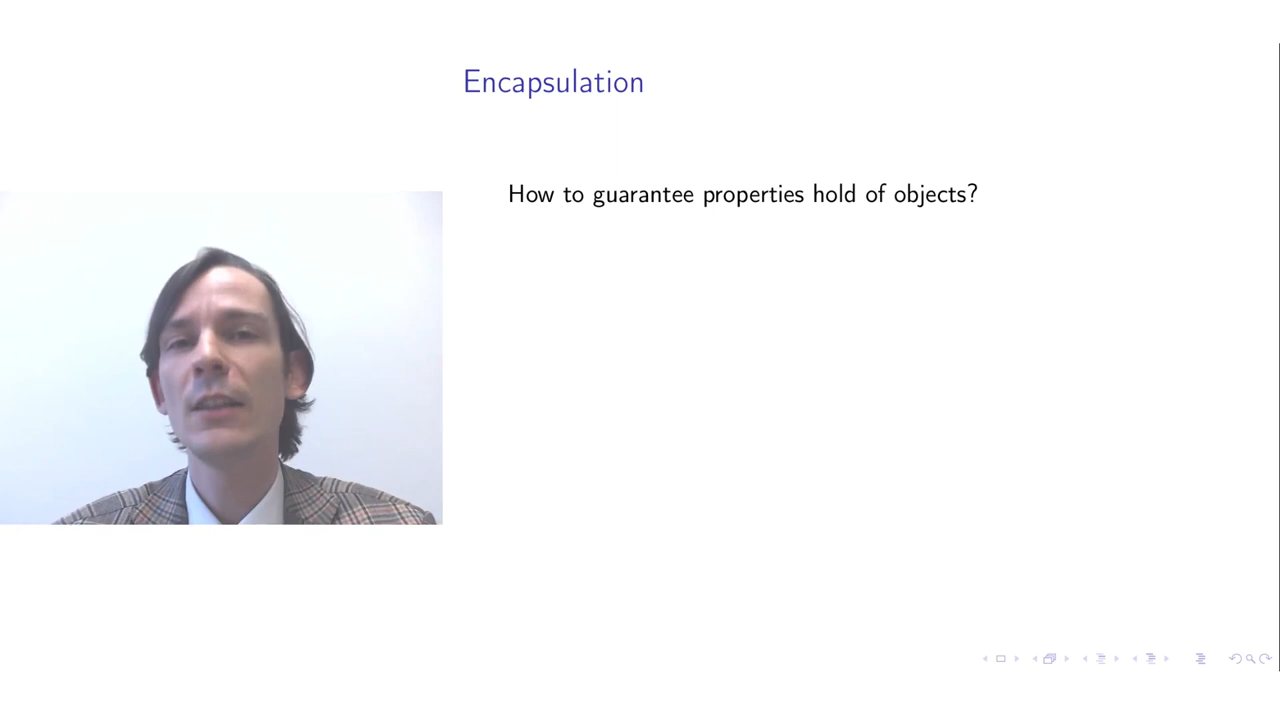 Encapsulation
How to guarantee properties hold of objects?